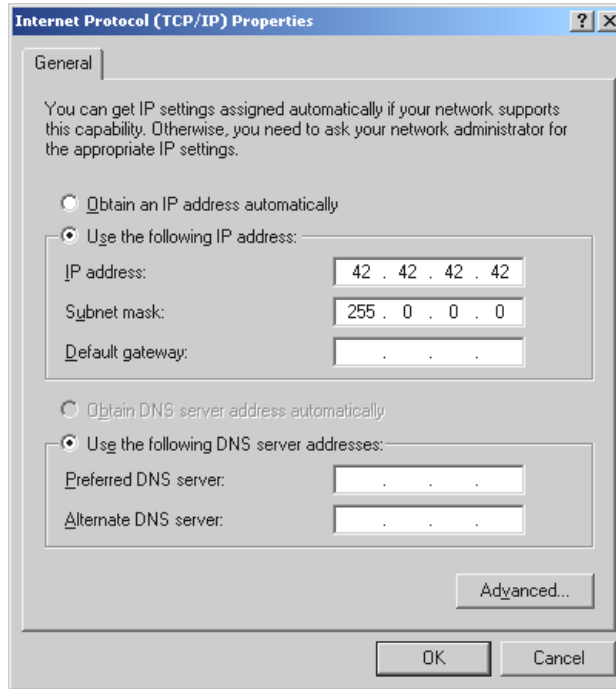 Internet Protocol (TCP/IP) Properties
General
You can get IP settings assigned automatically if your network supports
this capability. Otherwise, you need to ask your network administrator for
the appropriate IP settings.
Obtain an IP address automatically
Use the following IP address:
IP address: 42 . 42 . 42 . 42
Subnet mask: 255 . 0 . 0 . 0
Default gateway: . . .
Obtain DNS server address automatically
Use the following DNS server addresses:
Preferred DNS server: . . .
Alternate DNS server: . . .
Advanced...
OK Cancel